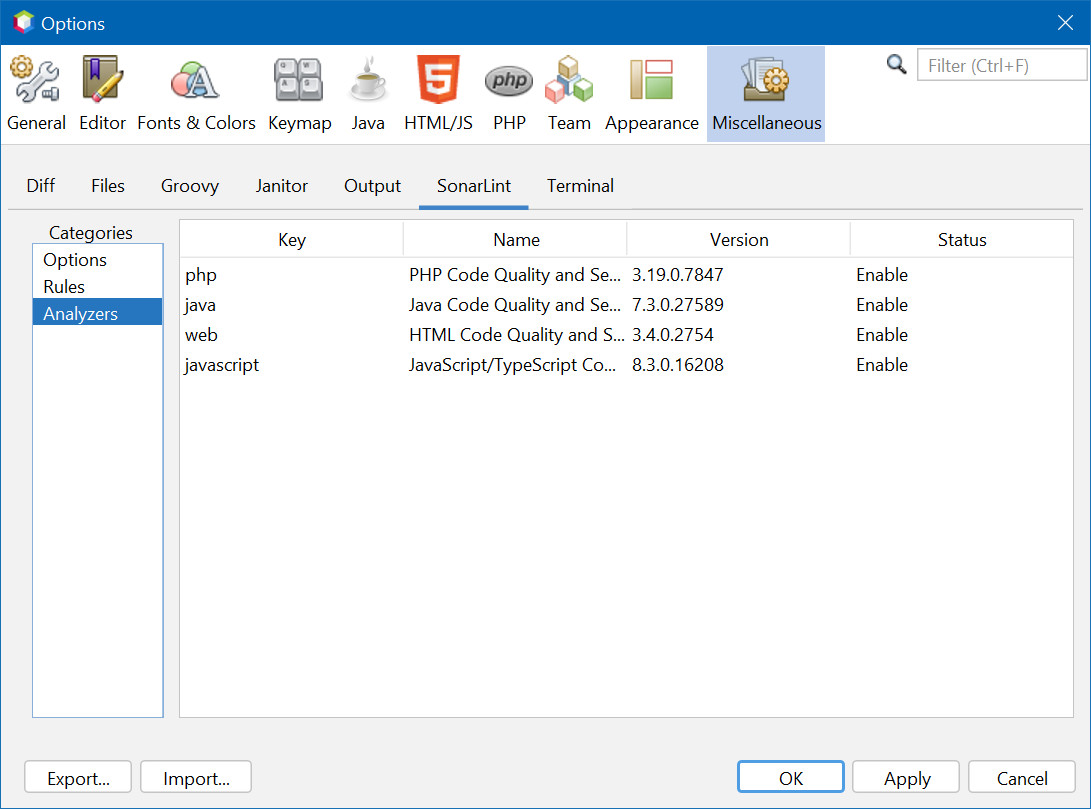 Options
Filter (Ctrl+F)
5
php
General Editor Fonts & Colors Keymap Java HTML/JS PHP Team Appearance Miscellaneous
Diff Files Groovy Janitor Output SonarLint Terminal
Categories
Options
Rules
Analyzers
Key Name Version Status
php PHP Code Quality and Se... 3.19.0.7847 Enable
java Java Code Quality and Se... 7.3.0.27589 Enable
web HTML Code Quality and S... 3.4.0.2754 Enable
javascript JavaScript/TypeScript Co... 8.3.0.16208 Enable
Export... Import... OK Apply Cancel